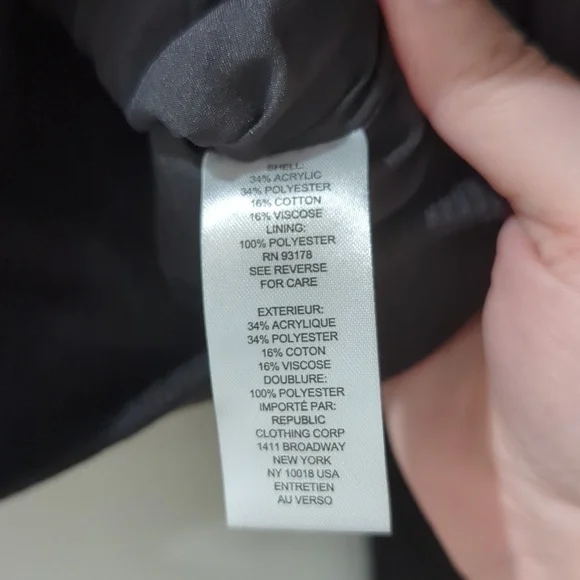 SHELL:
34% ACRYLIC
34% POLYESTER
16% COTTON
16% VISCOSE
LINING:
100% POLYESTER
RN 93178
SEE REVERSE
FOR CARE
EXTERIEUR:
34% ACRYLIQUE
34% POLYESTER
16% COTON
16% VISCOSE
DOUBLURE:
100% POLYESTER
IMPORTÉ PAR:
REPUBLIC
CLOTHING CORP
1411 BROADWAY
NEW YORK
NY 10018 USA
ENTRETIEN
AU VERSO